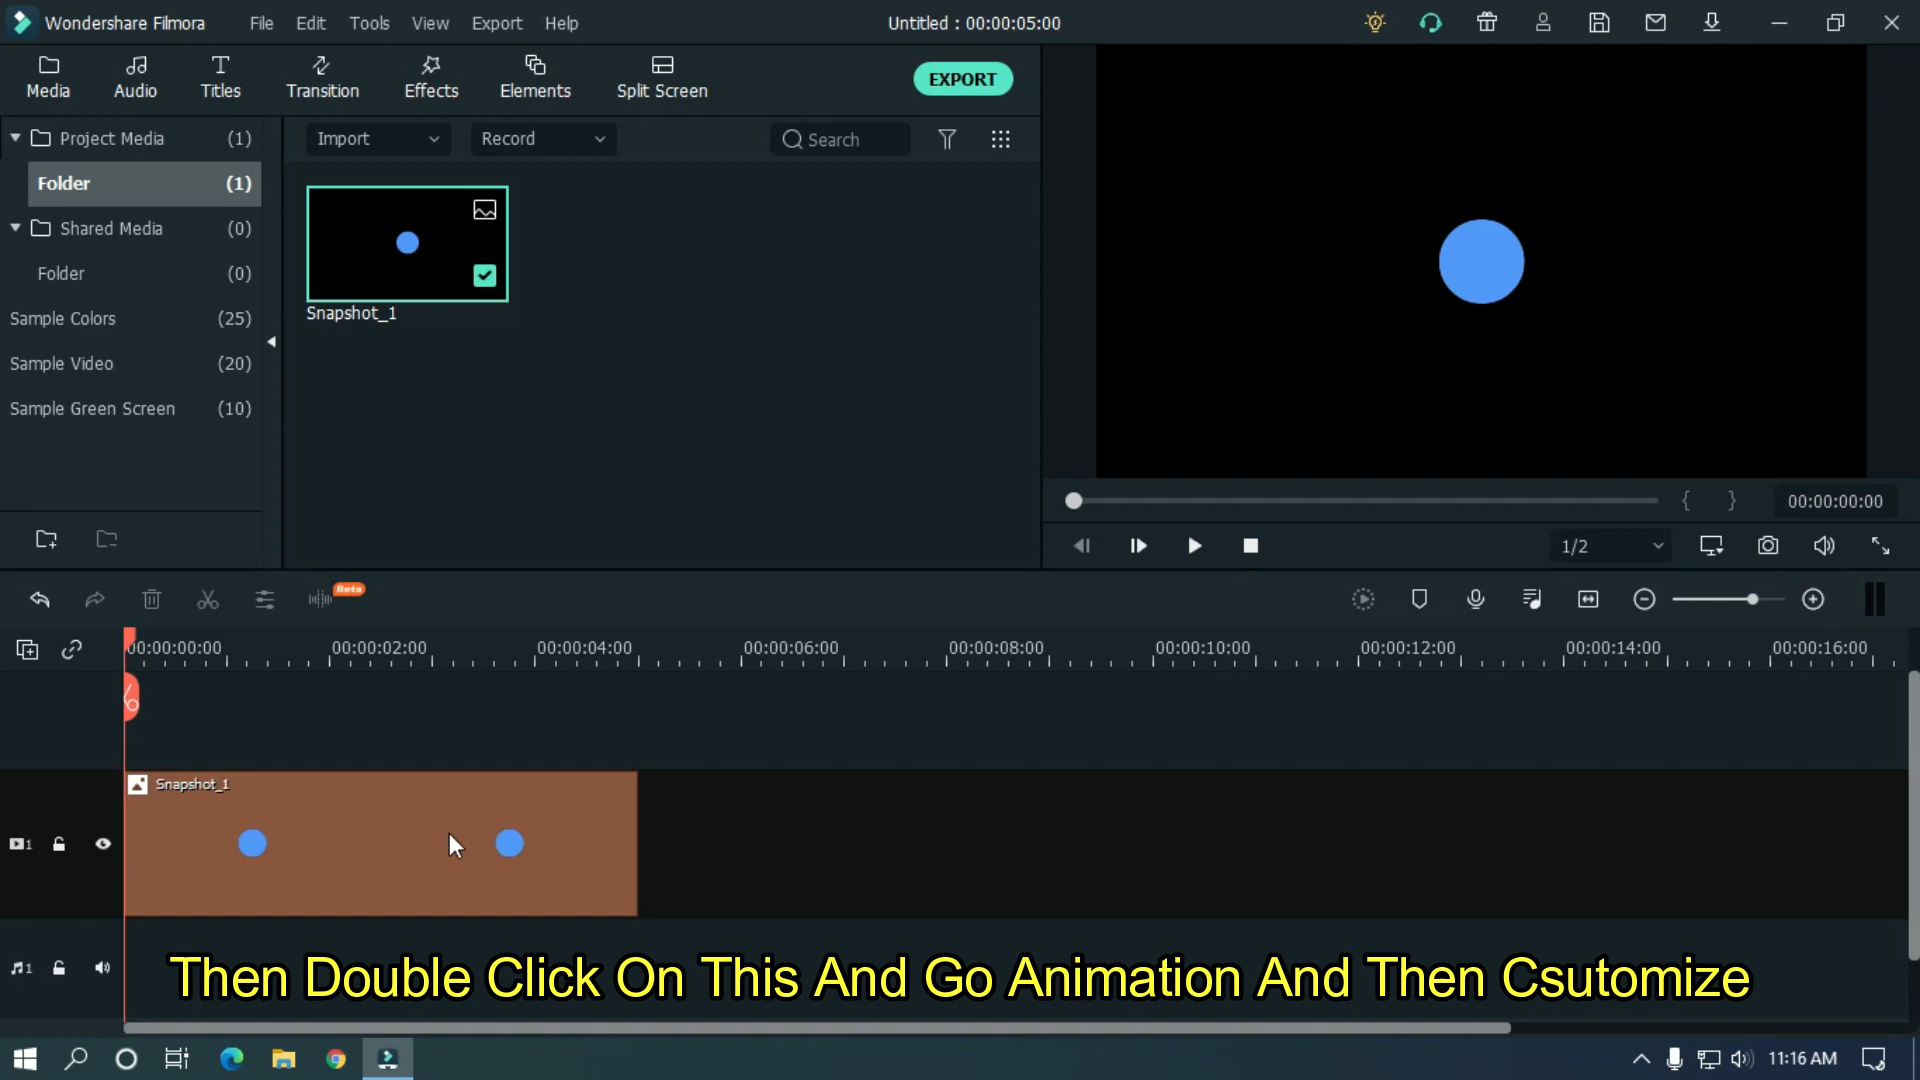 Wondershare Filmora
File Edit Tools View Export Help
Untitled : 00:00:05:00
Media Audio Titles Transition Effects Elements Split Screen
EXPORT
Project Media (1)
Folder (1)
Shared Media (0)
Folder (0)
Sample Colors (25)
Sample Video (20)
Sample Green Screen (10)
Import Record Search
Snapshot_1
{ } 00:00:00:00
1/2
Beta
00:00:00:00 00:00:02:00 00:00:04:00 00:00:06:00 00:00:08:00 00:00:10:00 00:00:12:00 00:00:14:00 00:00:16:00
Snapshot_1
1
1
Then Double Click On This And Go Animation And Then Csutomize
11:16 AM